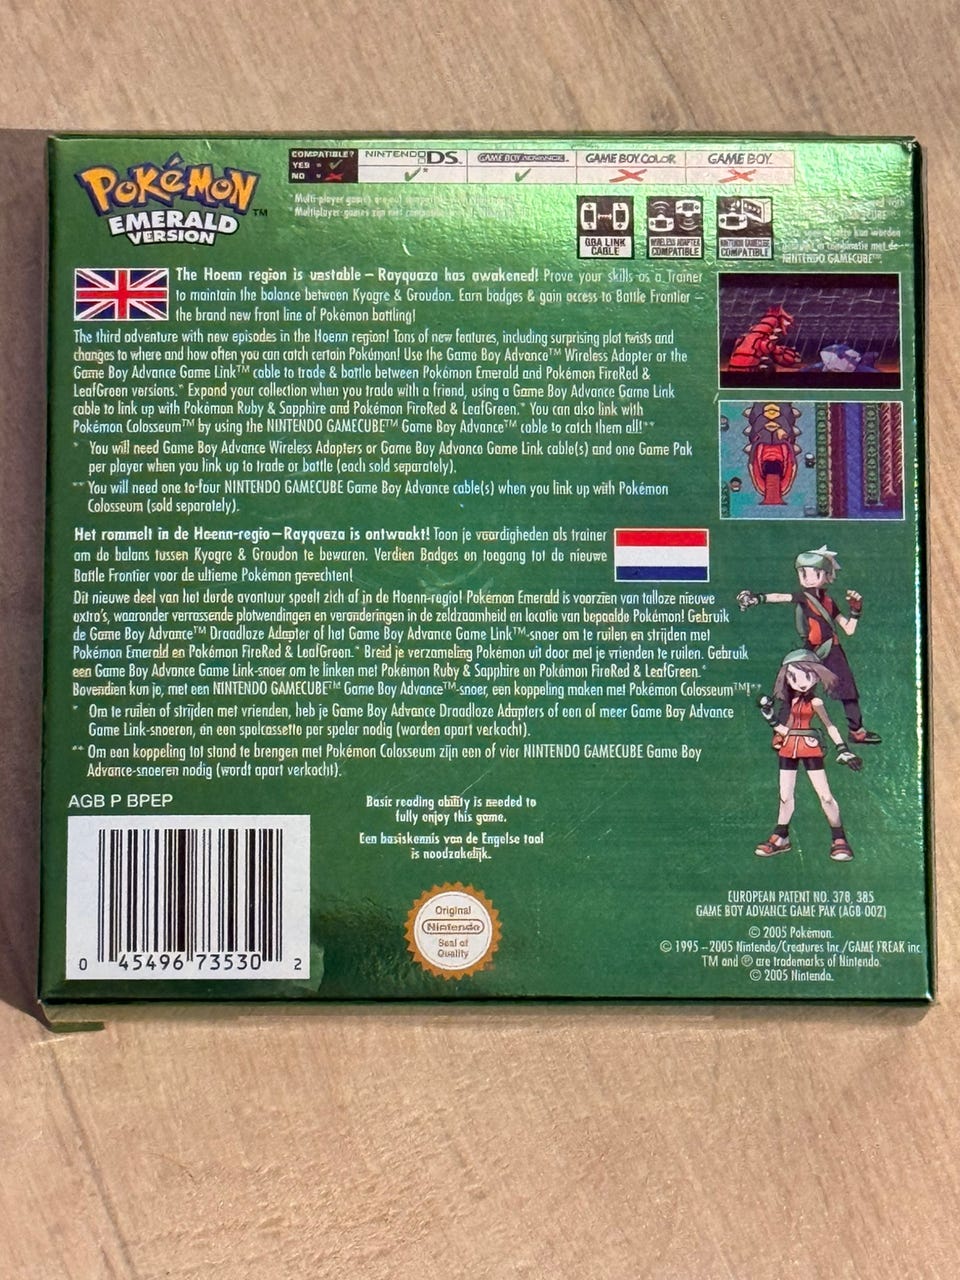 POKéMON™
EMERALD
VERSION
COMPATIBLE?
YES = ✓
NO = ✗
NINTENDO DS™ ✓*
GAME BOY ADVANCE ✓
GAME BOY COLOR ✗
GAME BOY ✗
*Multi-player games are not
*Multiplayer-games zijn niet
GBA LINK
CABLE
WIRELESS ADAPTER
COMPATIBLE
NINTENDO GAMECUBE
COMPATIBLE
kan worden
in combinatie met de
NINTENDO GAMECUBE™
The Hoenn region is unstable – Rayquaza has awakened! Prove your skills as a Trainer
to maintain the balance between Kyogre & Groudon. Earn badges & gain access to Battle Frontier –
the brand new front line of Pokémon battling!
The third adventure with new episodes in the Hoenn region! Tons of new features, including surprising plot twists and
changes to where and how often you can catch certain Pokémon! Use the Game Boy Advance™ Wireless Adapter or the
Game Boy Advance Game Link™ cable to trade & battle between Pokémon Emerald and Pokémon FireRed &
LeafGreen versions.* Expand your collection when you trade with a friend, using a Game Boy Advance Game Link
cable to link up with Pokémon Ruby & Sapphire and Pokémon FireRed & LeafGreen.* You can also link with
Pokémon Colosseum™ by using the NINTENDO GAMECUBE™ Game Boy Advance™ cable to catch them all!**
* You will need Game Boy Advance Wireless Adapters or Game Boy Advance Game Link cable(s) and one Game Pak
per player when you link up to trade or battle (each sold separately).
** You will need one-to-four NINTENDO GAMECUBE Game Boy Advance cable(s) when you link up with Pokémon
Colosseum (sold separately).
Het rommelt in de Hoenn-regio – Rayquaza is ontwaakt! Toon je vaardigheden als trainer
om de balans tussen Kyogre & Groudon te bewaren. Verdien Badges en toegang tot de nieuwe
Battle Frontier voor de ultieme Pokémon gevechten!
Dit nieuwe deel van het derde avontuur speelt zich af in de Hoenn-regio! Pokémon Emerald is voorzien van talloze nieuwe
extra's, waaronder verrassende plotwendingen en veranderingen in de zeldzaamheid en locatie van bepaalde Pokémon! Gebruik
de Game Boy Advance™ Draadloze Adapter of het Game Boy Advance Game Link™-snoer om te ruilen en strijden met
Pokémon Emerald en Pokémon FireRed & LeafGreen.* Breid je verzameling Pokémon uit door met je vrienden te ruilen. Gebruik
een Game Boy Advance Game Link-snoer om te linken met Pokémon Ruby & Sapphire en Pokémon FireRed & LeafGreen.*
Bovendien kun je, met een NINTENDO GAMECUBE™ Game Boy Advance™-snoer, een koppeling maken met Pokémon Colosseum™!**
* Om te ruilen of strijden met vrienden, heb je Game Boy Advance Draadloze Adapters of een of meer Game Boy Advance
Game Link-snoeren, en een spelcassette per speler nodig (worden apart verkocht).
** Om een koppeling tot stand te brengen met Pokémon Colosseum zijn een of vier NINTENDO GAMECUBE Game Boy
Advance-snoeren nodig (wordt apart verkocht).
AGB P BPEP
Basic reading ability is needed to
fully enjoy this game.
Een basiskennis van de Engelse taal
is noodzakelijk.
0 45496 73530 2
Original
Nintendo
Seal of
Quality
EUROPEAN PATENT NO. 378, 385
GAME BOY ADVANCE GAME PAK (AGB-002)
© 2005 Pokémon.
© 1995 –2005 Nintendo/Creatures Inc./GAME FREAK inc.
TM and ® are trademarks of Nintendo.
© 2005 Nintendo.